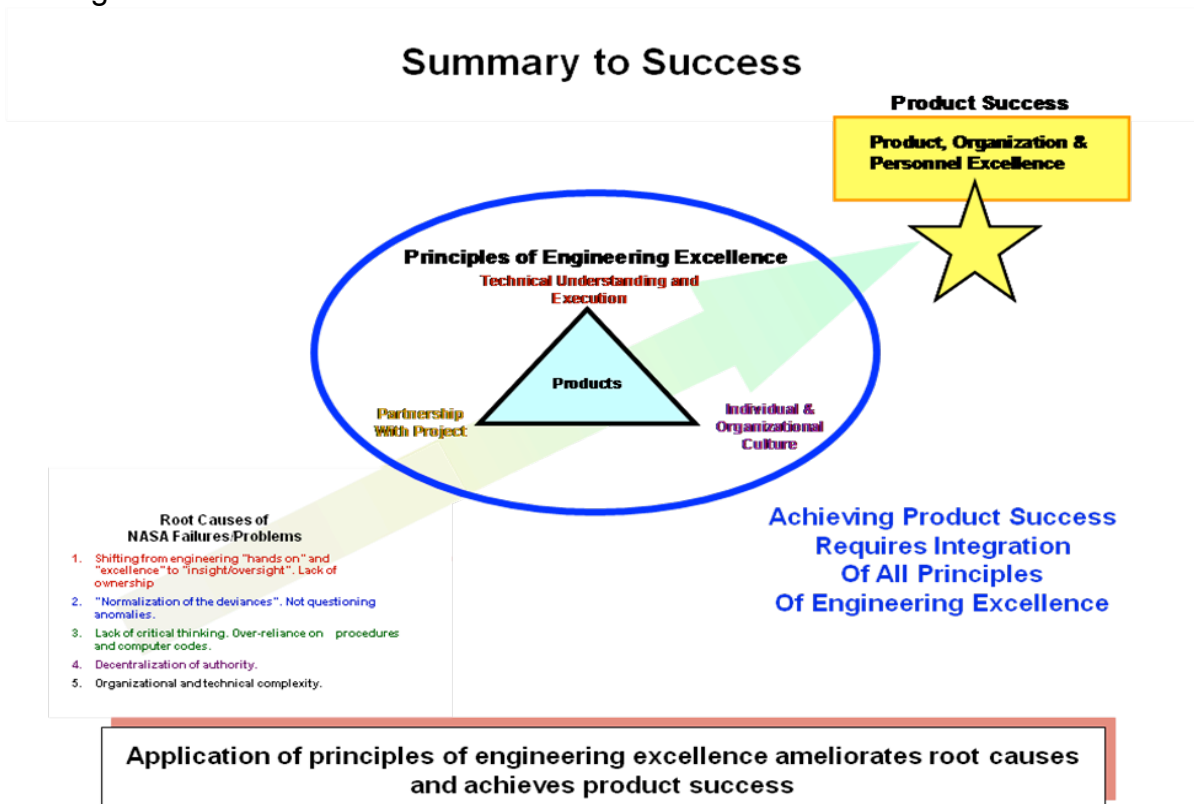 Summary to Success
Product Success
Product, Organization &
Personnel Excellence
Principles of Engineering Excellence
Technical Understanding and
Execution
Products
Partnership
With Project
Individual &
Organizational
Culture
Root Causes of
NASA Failures/Problems
1. Shifting from engineering "hands on" and
"excellence" to "insight/oversight". Lack of
ownership
2. "Normalization of the deviances". Not questioning
anomalies.
3. Lack of critical thinking. Over-reliance on procedures
and computer codes.
4. Decentralization of authority.
5. Organizational and technical complexity.
Achieving Product Success
Requires Integration
Of All Principles
Of Engineering Excellence
Application of principles of engineering excellence ameliorates root causes
and achieves product success